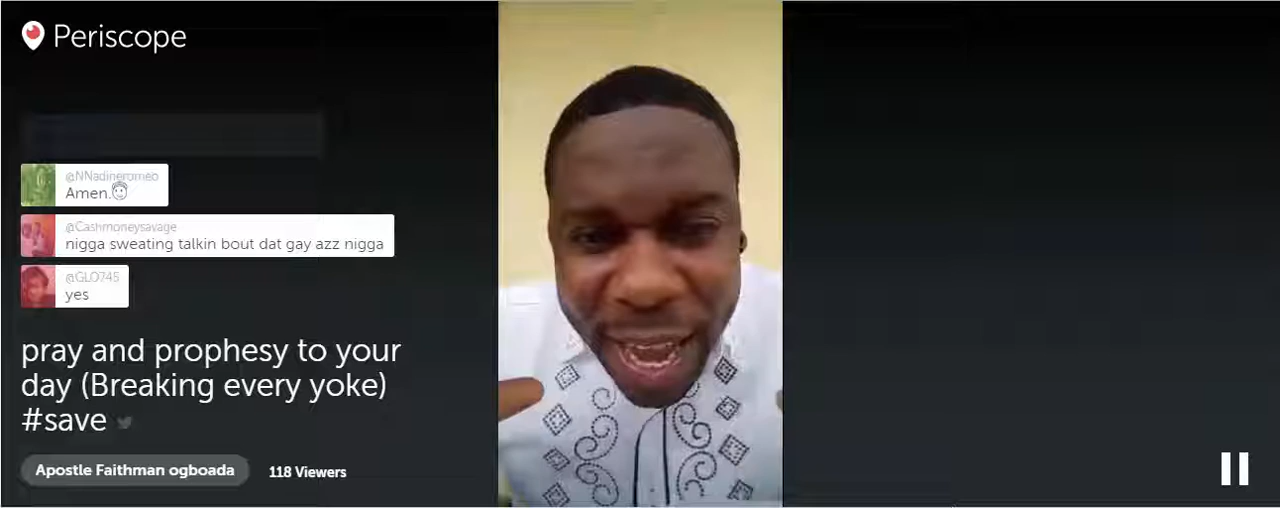 Periscope
@NNadineromeo
Amen.
@Cashmoneysavage
nigga sweating talkin bout dat gay azz nigga
@GLO745
yes
pray and prophesy to your
day (Breaking every yoke)
#save
Apostle Faithman ogboada
118 Viewers